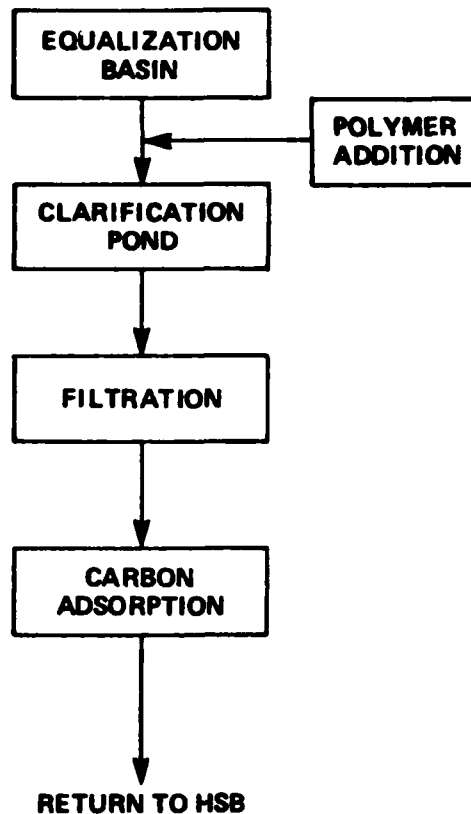 EQUALIZATION
BASIN
POLYMER
ADDITION
CLARIFICATION
POND
FILTRATION
CARBON
ADSORPTION
RETURN TO HSB